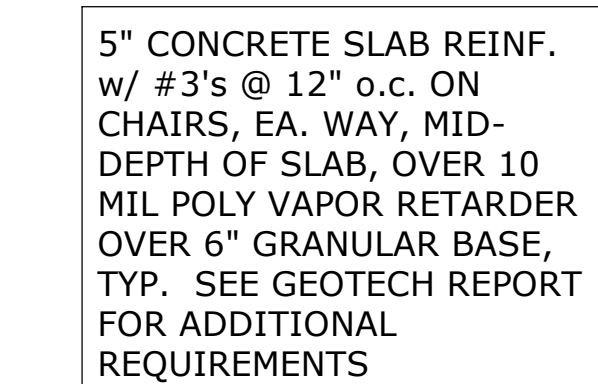 5" CONCRETE SLAB REINF.
w/ #3's @ 12" o.c. ON
CHAIRS, EA. WAY, MID-
DEPTH OF SLAB, OVER 10
MIL POLY VAPOR RETARDER
OVER 6" GRANULAR BASE,
TYP.  SEE GEOTECH REPORT
FOR ADDITIONAL
REQUIREMENTS